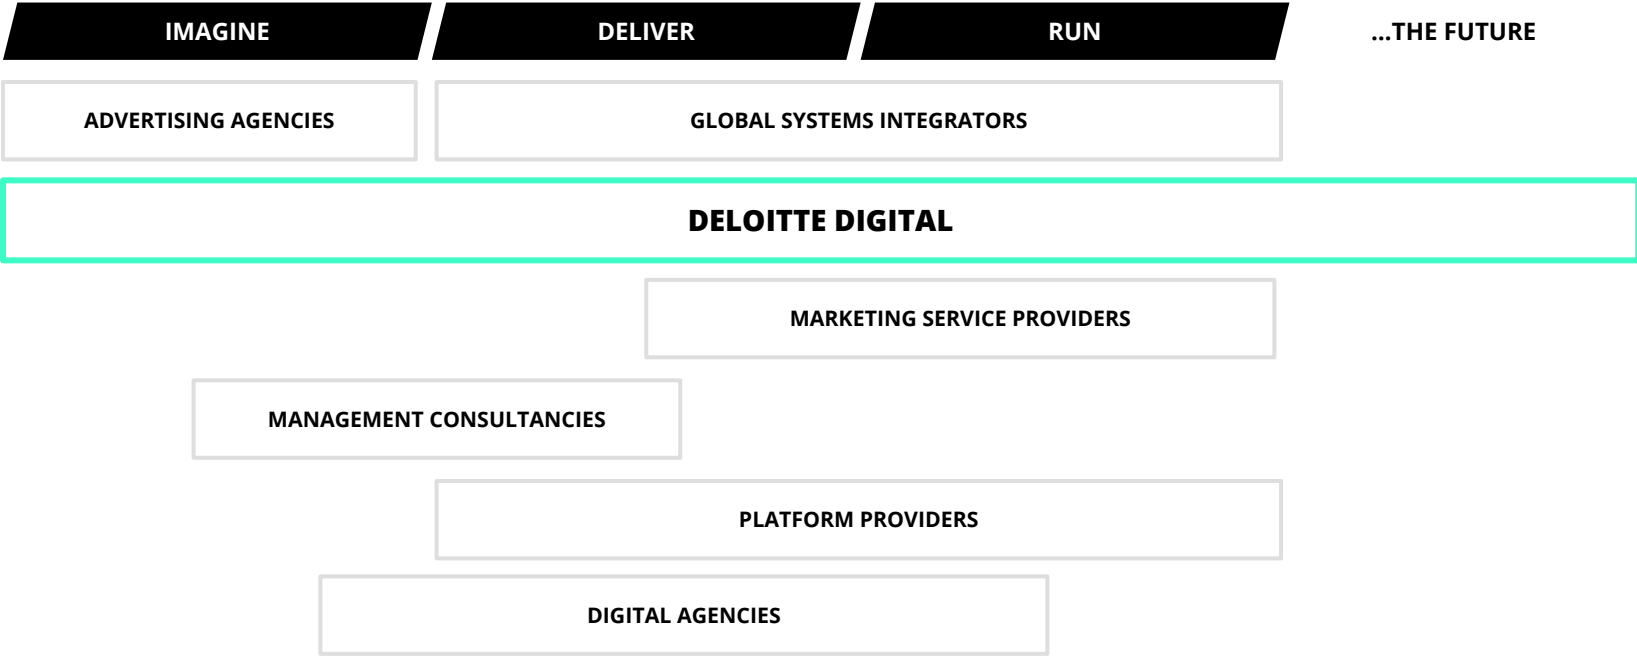 IMAGINE
DELIVER
RUN
...THE FUTURE
ADVERTISING AGENCIES
GLOBAL SYSTEMS INTEGRATORS
DELOITTE DIGITAL
MARKETING SERVICE PROVIDERS
MANAGEMENT CONSULTANCIES
PLATFORM PROVIDERS
DIGITAL AGENCIES